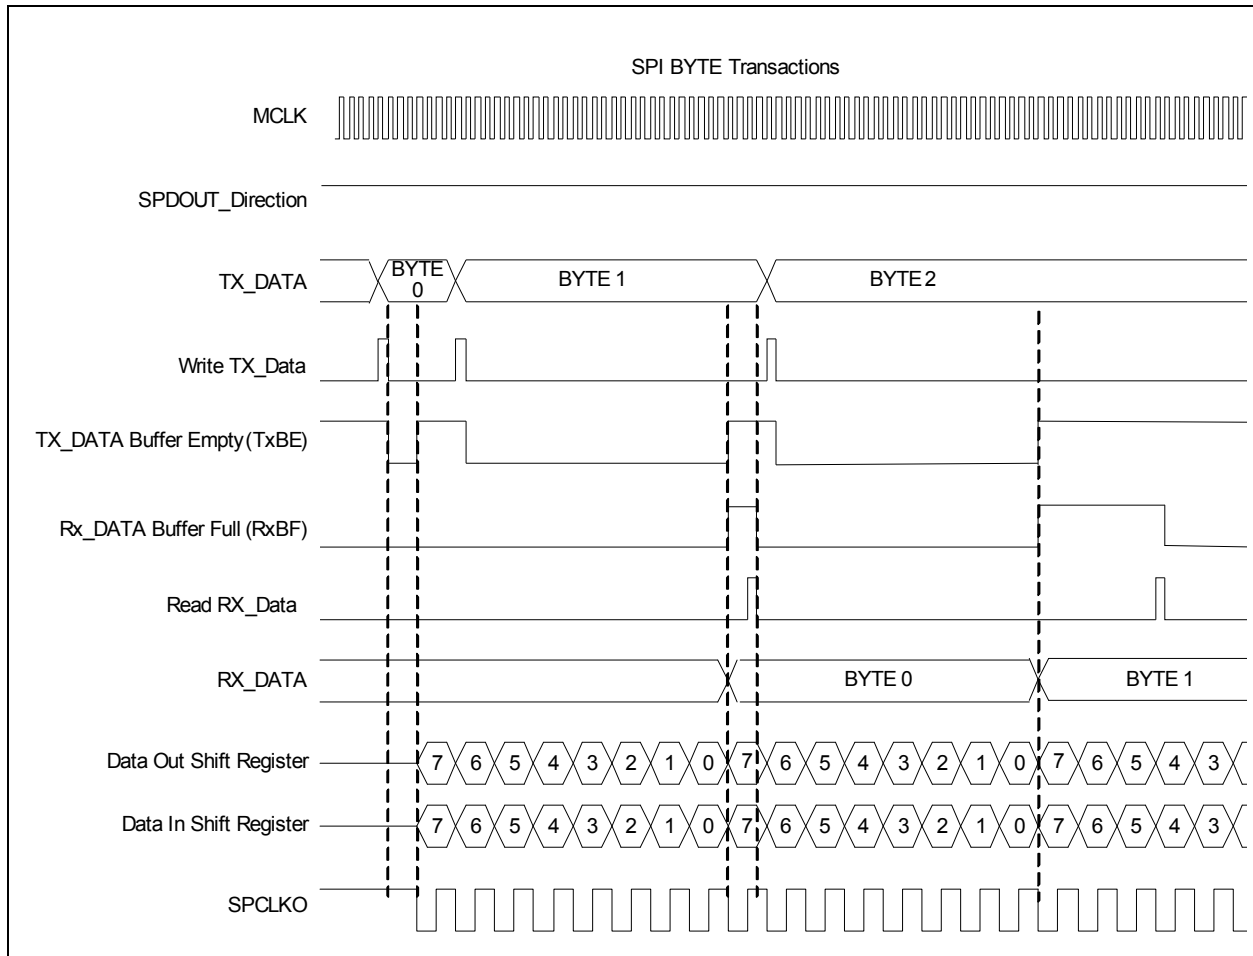 SPI BYTE Transactions
MCLK
SPDOUT_Direction
TX_DATA
BYTE
0
BYTE 1
BYTE 2
Write TX_Data
TX_DATA Buffer Empty (TxBE)
Rx_DATA Buffer Full (RxBF)
Read RX_Data
RX_DATA
BYTE 0
BYTE 1
Data Out Shift Register 7 6 5 4 3 2 1 0 7 6 5 4 3 2 1 0 7 6 5 4 3
Data In Shift Register 7 6 5 4 3 2 1 0 7 6 5 4 3 2 1 0 7 6 5 4 3
SPCLKO